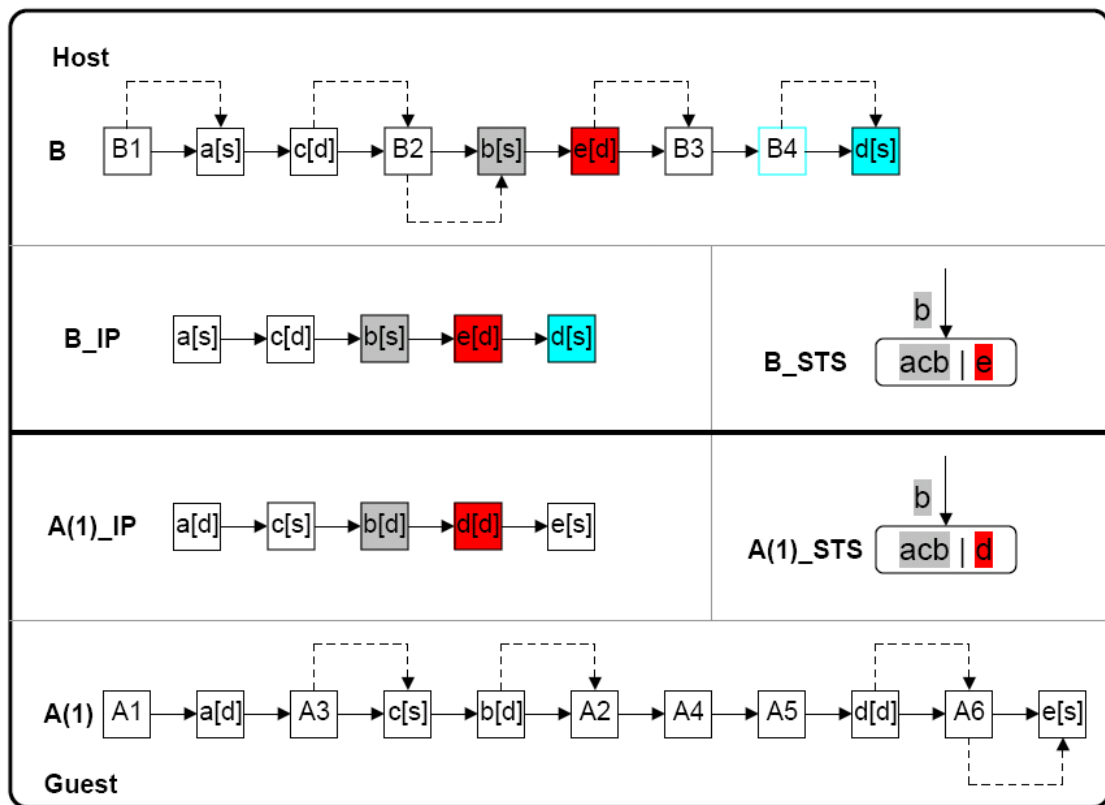 Host
B B1 a[s] c[d] B2 b[s] e[d] B3 B4 d[s]
B_IP a[s] c[d] b[s] e[d] d[s]
b
B_STS acb | e
A(1)_IP a[d] c[s] b[d] d[d] e[s]
b
A(1)_STS acb | d
A(1) A1 a[d] A3 c[s] b[d] A2 A4 A5 d[d] A6 e[s]
Guest